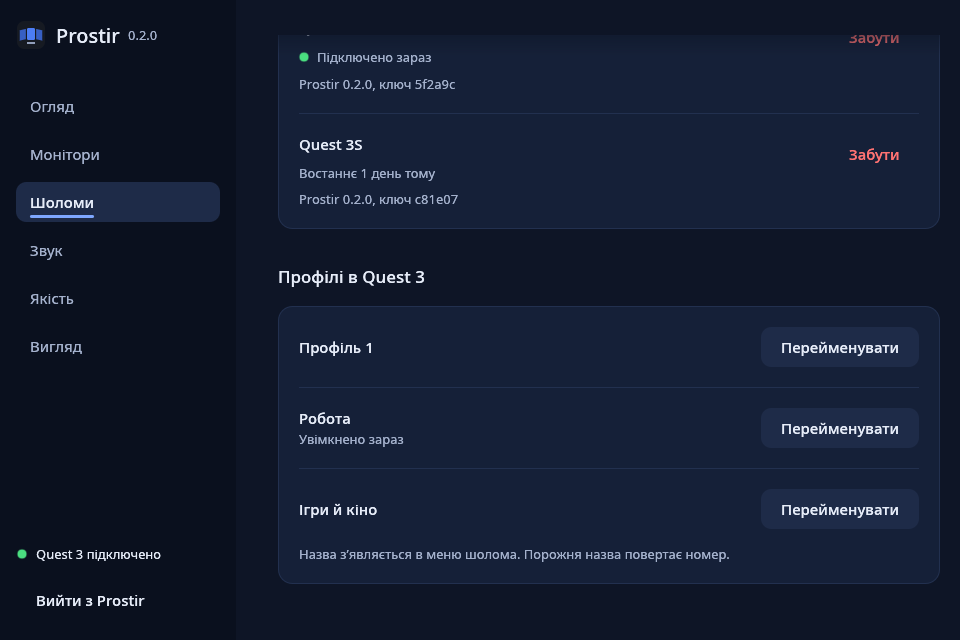 Prostir 0.2.0
Огляд
Монітори
Шоломи
Звук
Якість
Вигляд
Quest 3 підключено
Вийти з Prostir
Забути
Підключено зараз
Prostir 0.2.0, ключ 5f2a9c
Quest 3S
Забути
Востаннє 1 день тому
Prostir 0.2.0, ключ c81e07
Профілі в Quest 3
Профіль 1
Перейменувати
Робота
Увімкнено зараз
Перейменувати
Ігри й кіно
Перейменувати
Назва зʼявляється в меню шолома. Порожня назва повертає номер.